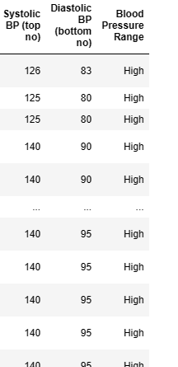 Systolic BP (top no) Diastolic BP (bottom no) Blood Pressure Range
126 83 High
125 80 High
125 80 High
140 90 High
140 90 High
... ... ...
140 95 High
140 95 High
140 95 High
140 95 High
140 95 High